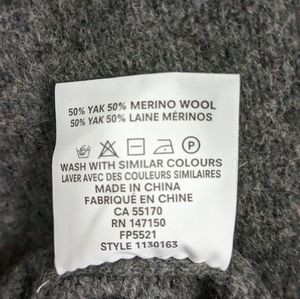 50% YAK 50% MERINO WOOL
50% YAK 50% LAINE MÉRINOS
P
WASH WITH SIMILAR COLOURS
LAVER AVEC DES COULEURS SIMILAIRES
MADE IN CHINA
FABRIQUÉ EN CHINE
CA 55170
RN 147150
FP5521
STYLE 1130163